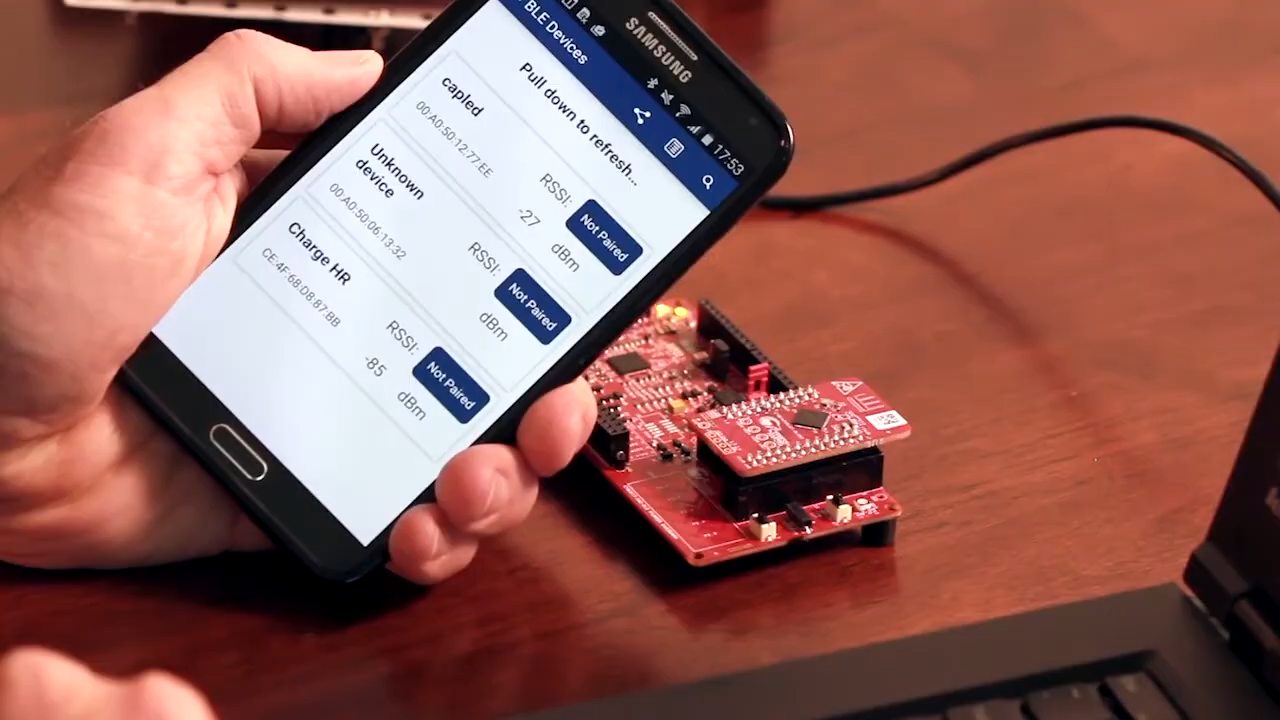 SAMSUNG
17:53
BLE Devices
Pull down to refresh...
capled
00:A0:50:12:77:EE
RSSI:
-27
dBm
Not Paired
Unknown
device
00:A0:50:06:13:32
RSSI:
dBm
Not Paired
Charge HR
CE:4F:68:D8:87:BB
RSSI:
-85
dBm
Not Paired